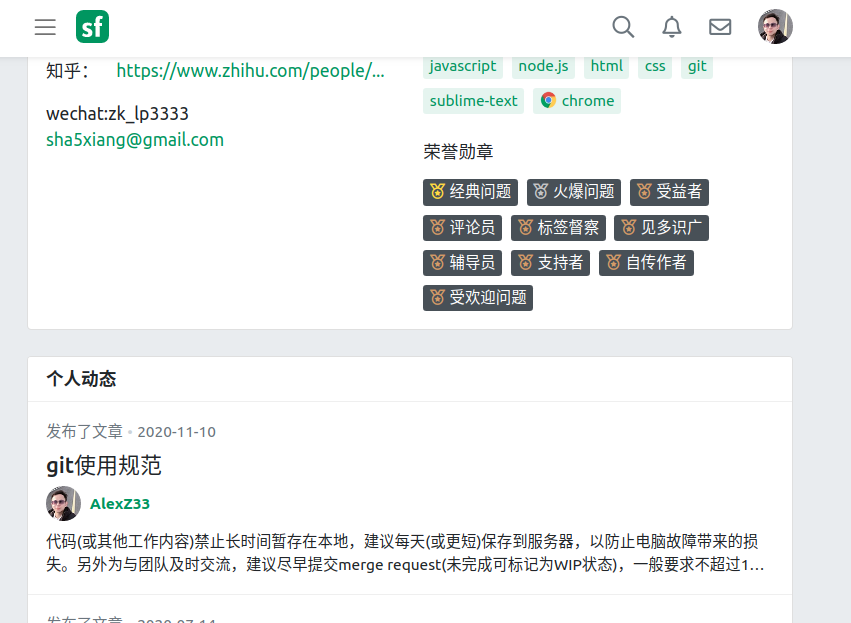 sf
知乎： https://www.zhihu.com/people/...
wechat:zk_lp3333
sha5xiang@gmail.com
javascript node.js html css git
sublime-text chrome
荣誉勋章
经典问题 火爆问题 受益者
评论员 标签督察 见多识广
辅导员 支持者 自传作者
受欢迎问题
个人动态
发布了文章 • 2020-11-10
git使用规范
AlexZ33
代码(或其他工作内容)禁止长时间暂存在本地，建议每天(或更短)保存到服务器，以防止电脑故障带来的损
失。另外为与团队及时交流，建议尽早提交merge request(未完成可标记为WIP状态)，一般要求不超过1...
发布了文章 • 2020-07-14